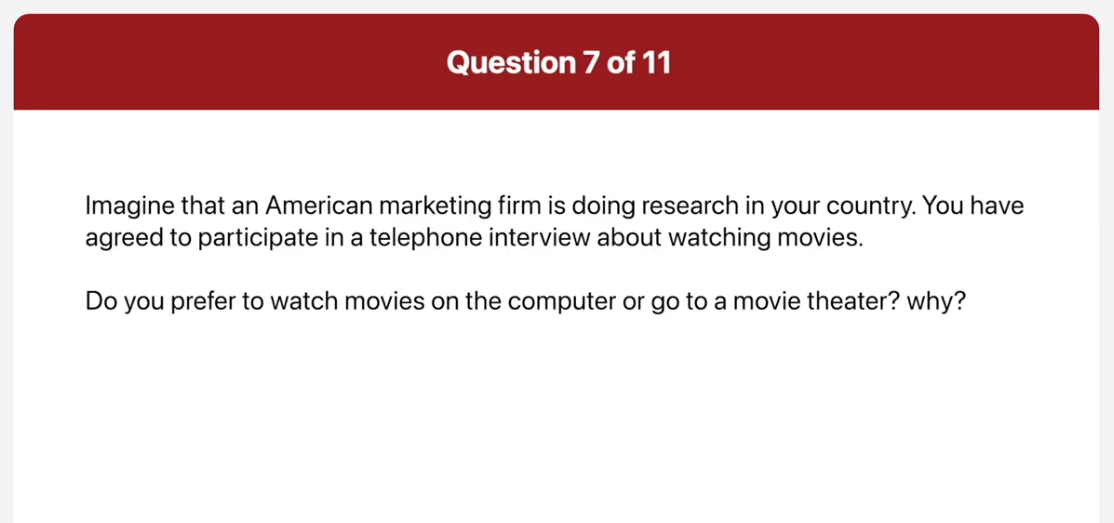 Question 7 of 11
Imagine that an American marketing firm is doing research in your country. You have
agreed to participate in a telephone interview about watching movies.
Do you prefer to watch movies on the computer or go to a movie theater? why?